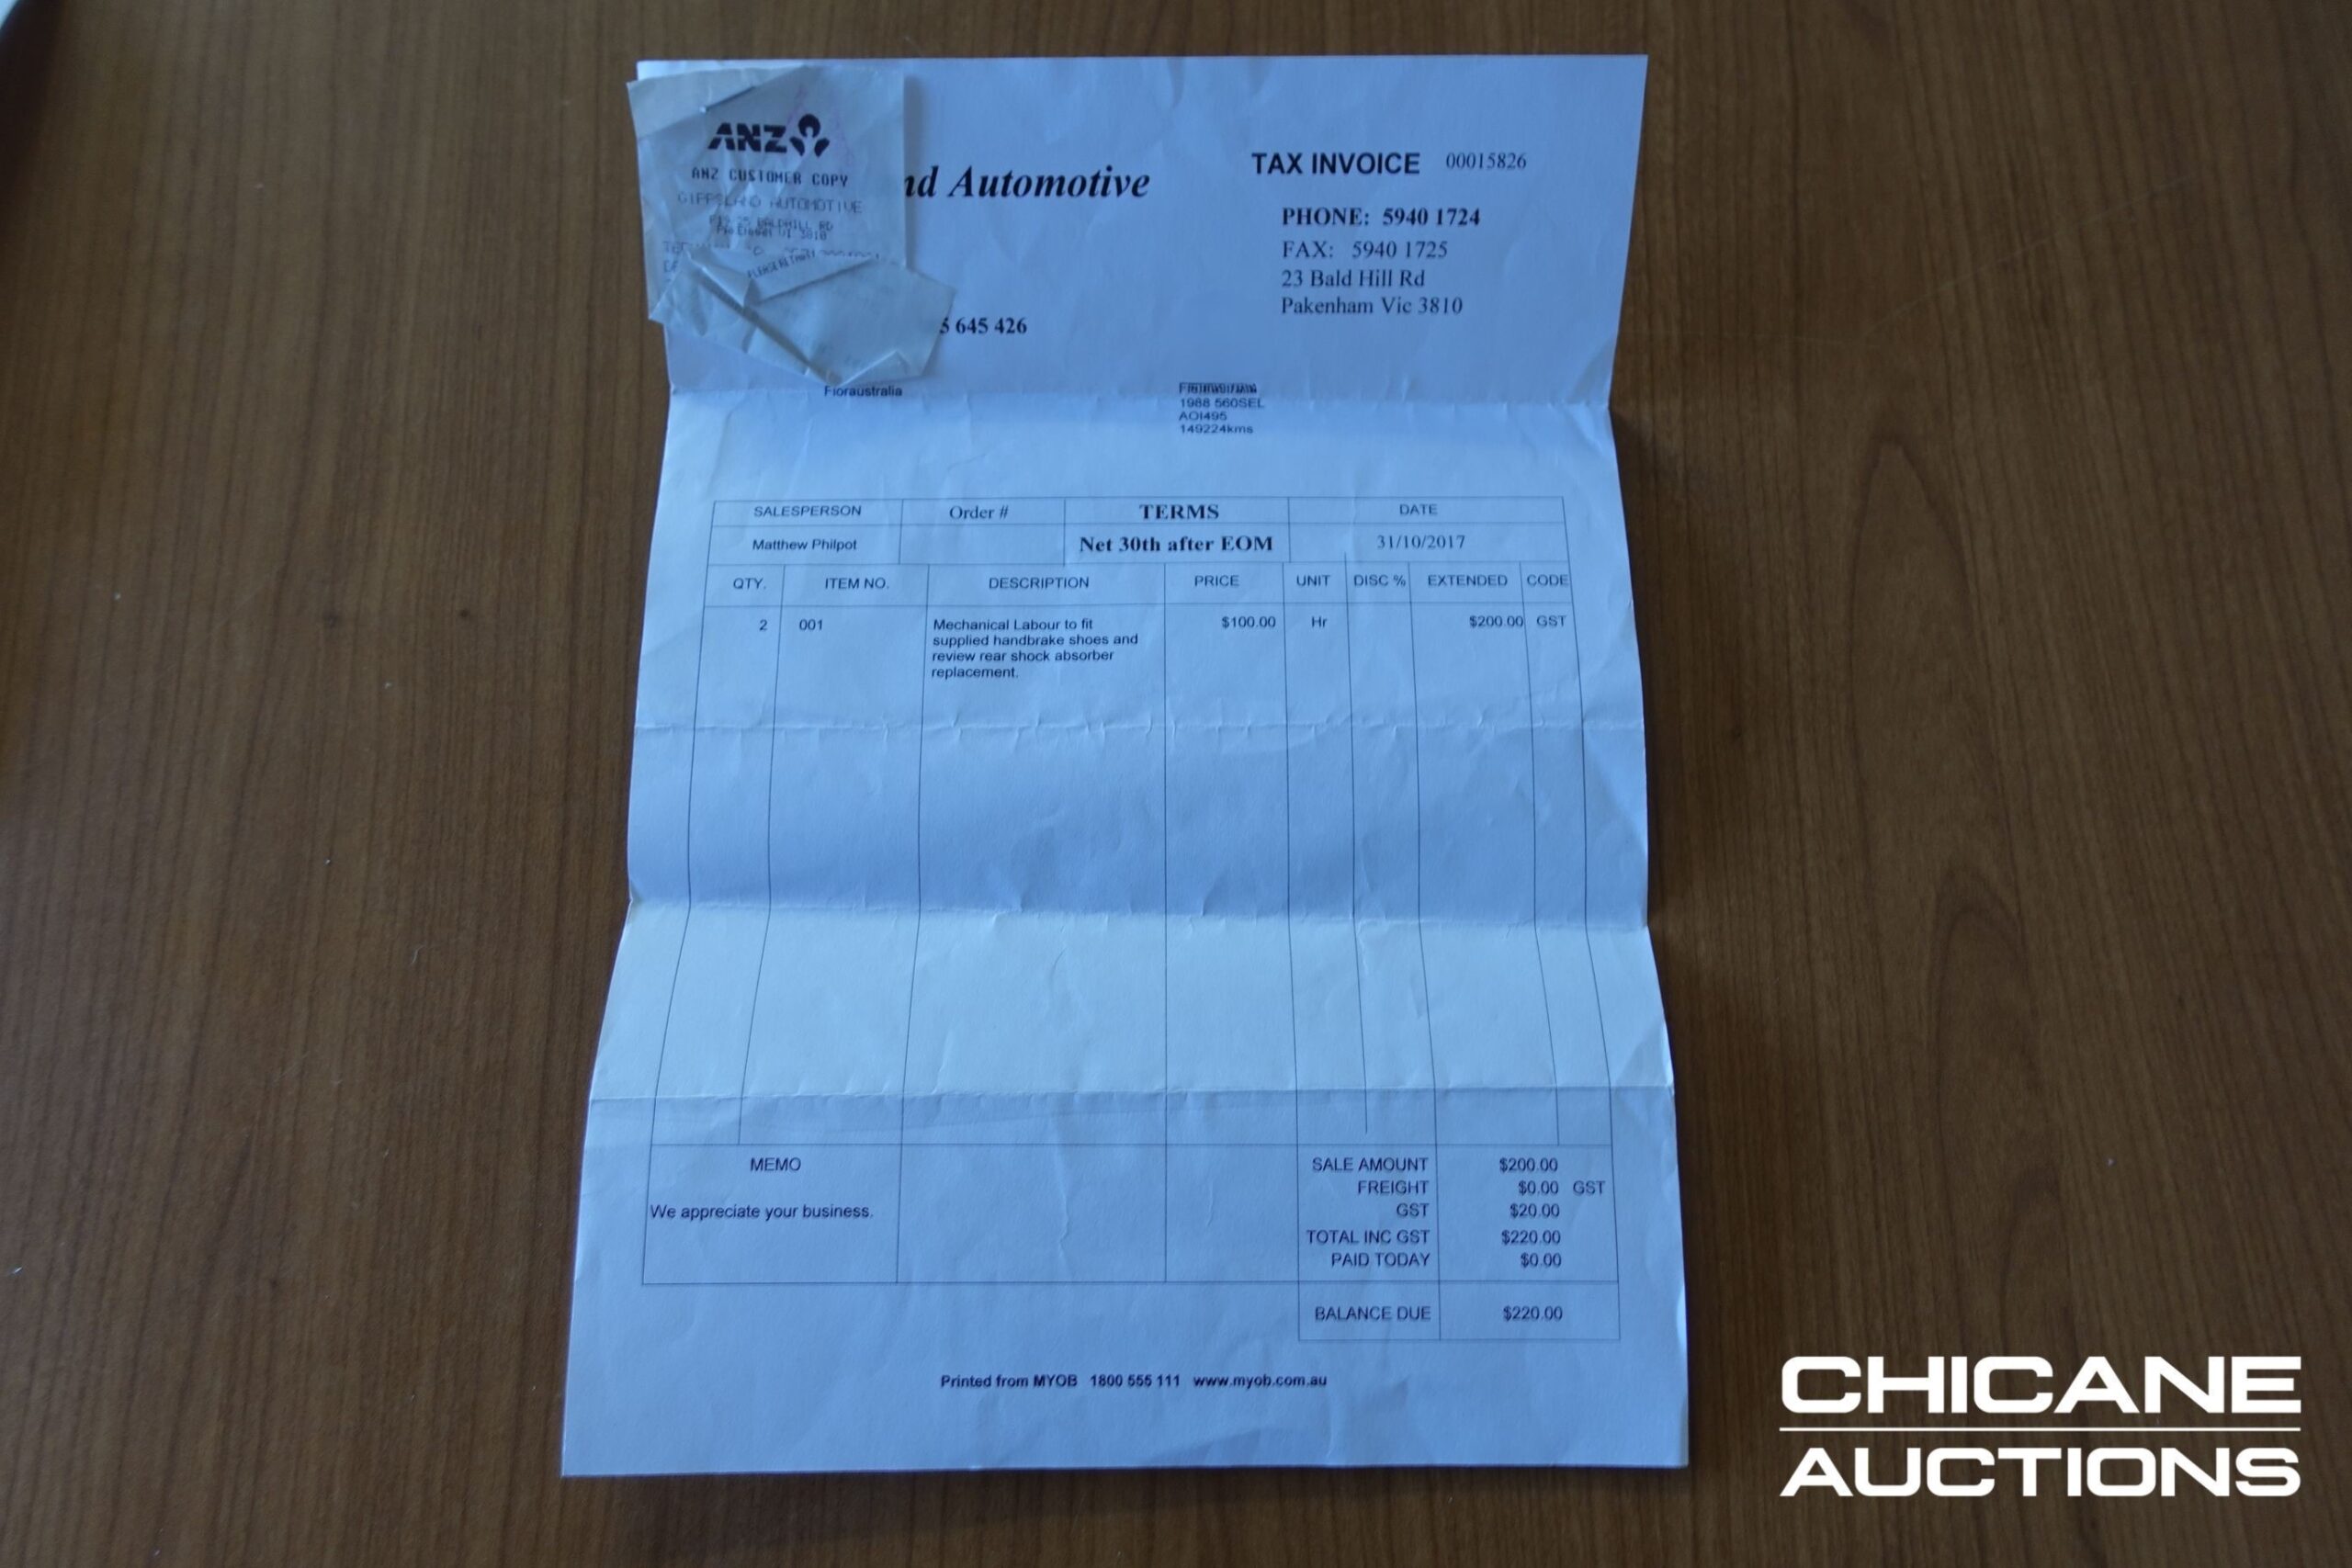 ANZ
ANZ CUSTOMER COPY
GIPPSLAND AUTOMOTIVE
BALDHILL RD
3810
PLEASE RETAIN
nd Automotive
TAX INVOICE 00015826
PHONE: 5940 1724
FAX: 5940 1725
23 Bald Hill Rd
Pakenham Vic 3810
5 645 426
Fioraustralia
1988 560SEL
AOI495
149224kms
SALESPERSON Order # TERMS DATE
Matthew Philpot Net 30th after EOM 31/10/2017
QTY. ITEM NO. DESCRIPTION PRICE UNIT DISC % EXTENDED CODE
2 001 Mechanical Labour to fit $100.00 Hr $200.00 GST
supplied handbrake shoes and
review rear shock absorber
replacement.
MEMO
We appreciate your business.
SALE AMOUNT $200.00
FREIGHT $0.00 GST
GST $20.00
TOTAL INC GST $220.00
PAID TODAY $0.00
BALANCE DUE $220.00
Printed from MYOB 1800 555 111 www.myob.com.au
CHICANE
AUCTIONS